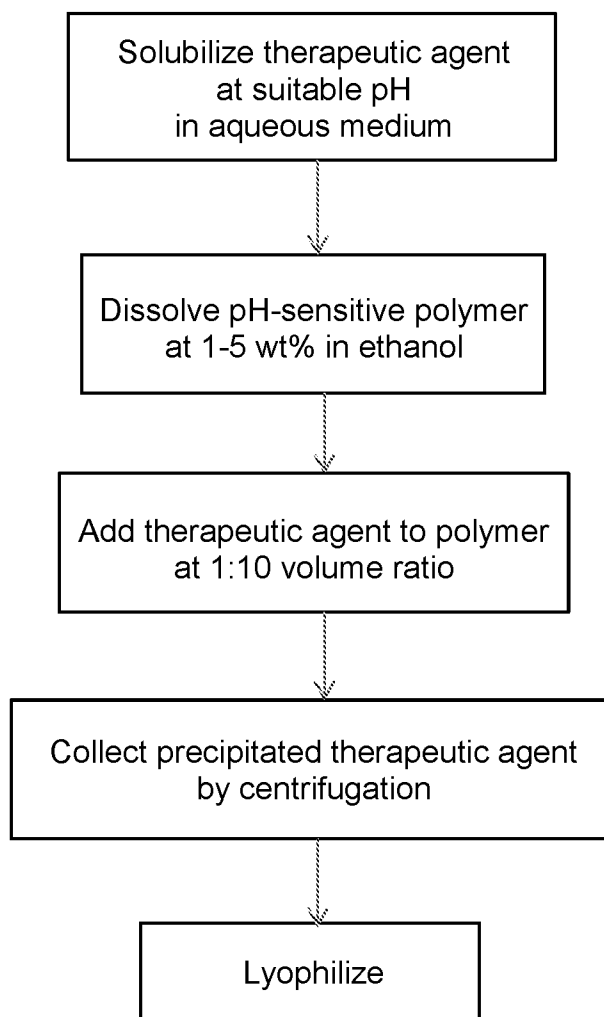 Solubilize therapeutic agent
at suitable pH
in aqueous medium
Dissolve pH-sensitive polymer
at 1-5 wt% in ethanol
Add therapeutic agent to polymer
at 1:10 volume ratio
Collect precipitated therapeutic agent
by centrifugation
Lyophilize